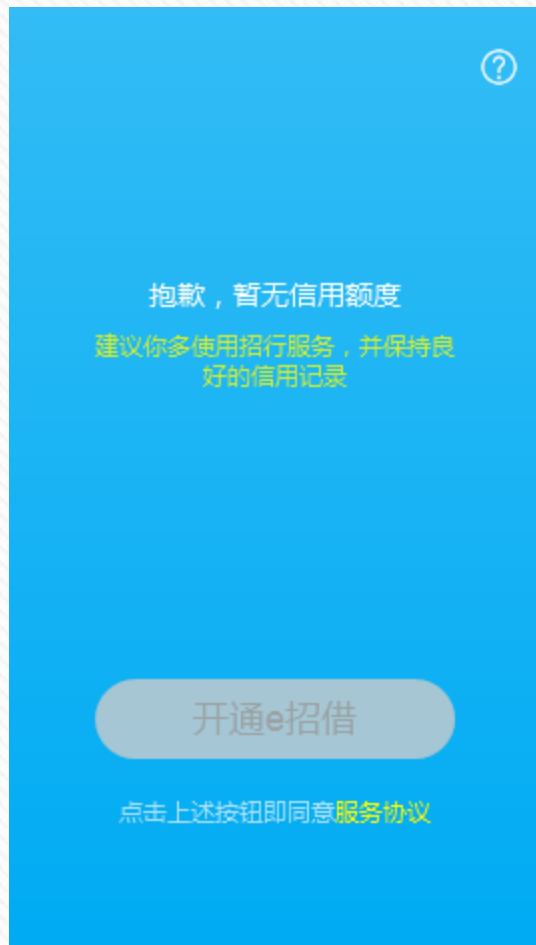 抱歉，暂无信用额度
建议你多使用招行服务，并保持良
好的信用记录
开通e招借
点击上述按钮即同意服务协议